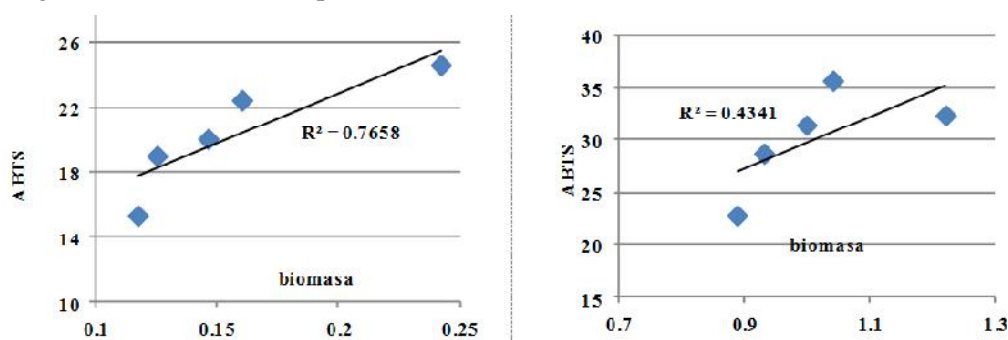 26
22
18
14
10
ABTS
R² = 0.7658
biomasa
0.1 0.15 0.2 0.25
40
35
30
25
20
15
ABTS
R² = 0.4341
biomasa
0.7 0.9 1.1 1.3